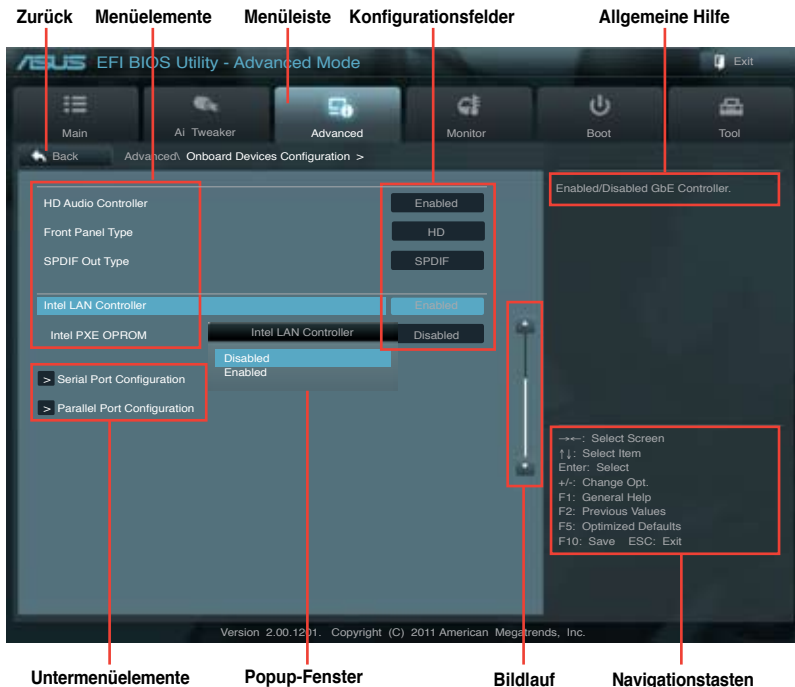 Zurück Menüelemente Menüleiste Konfigurationsfelder Allgemeine Hilfe
ASUS EFI BIOS Utility - Advanced Mode Exit
Main Ai Tweaker Advanced Monitor Boot Tool
Back Advanced\ Onboard Devices Configuration >
Enabled/Disabled GbE Controller.
HD Audio Controller Enabled
Front Panel Type HD
SPDIF Out Type SPDIF
Intel LAN Controller Enabled
Intel PXE OPROM Disabled
Intel LAN Controller
Disabled
Enabled
> Serial Port Configuration
> Parallel Port Configuration
→←: Select Screen
↑↓: Select Item
Enter: Select
+/-: Change Opt.
F1: General Help
F2: Previous Values
F5: Optimized Defaults
F10: Save ESC: Exit
Version 2.00.1201. Copyright (C) 2011 American Megatrends, Inc.
Untermenüelemente Popup-Fenster Bildlauf Navigationstasten